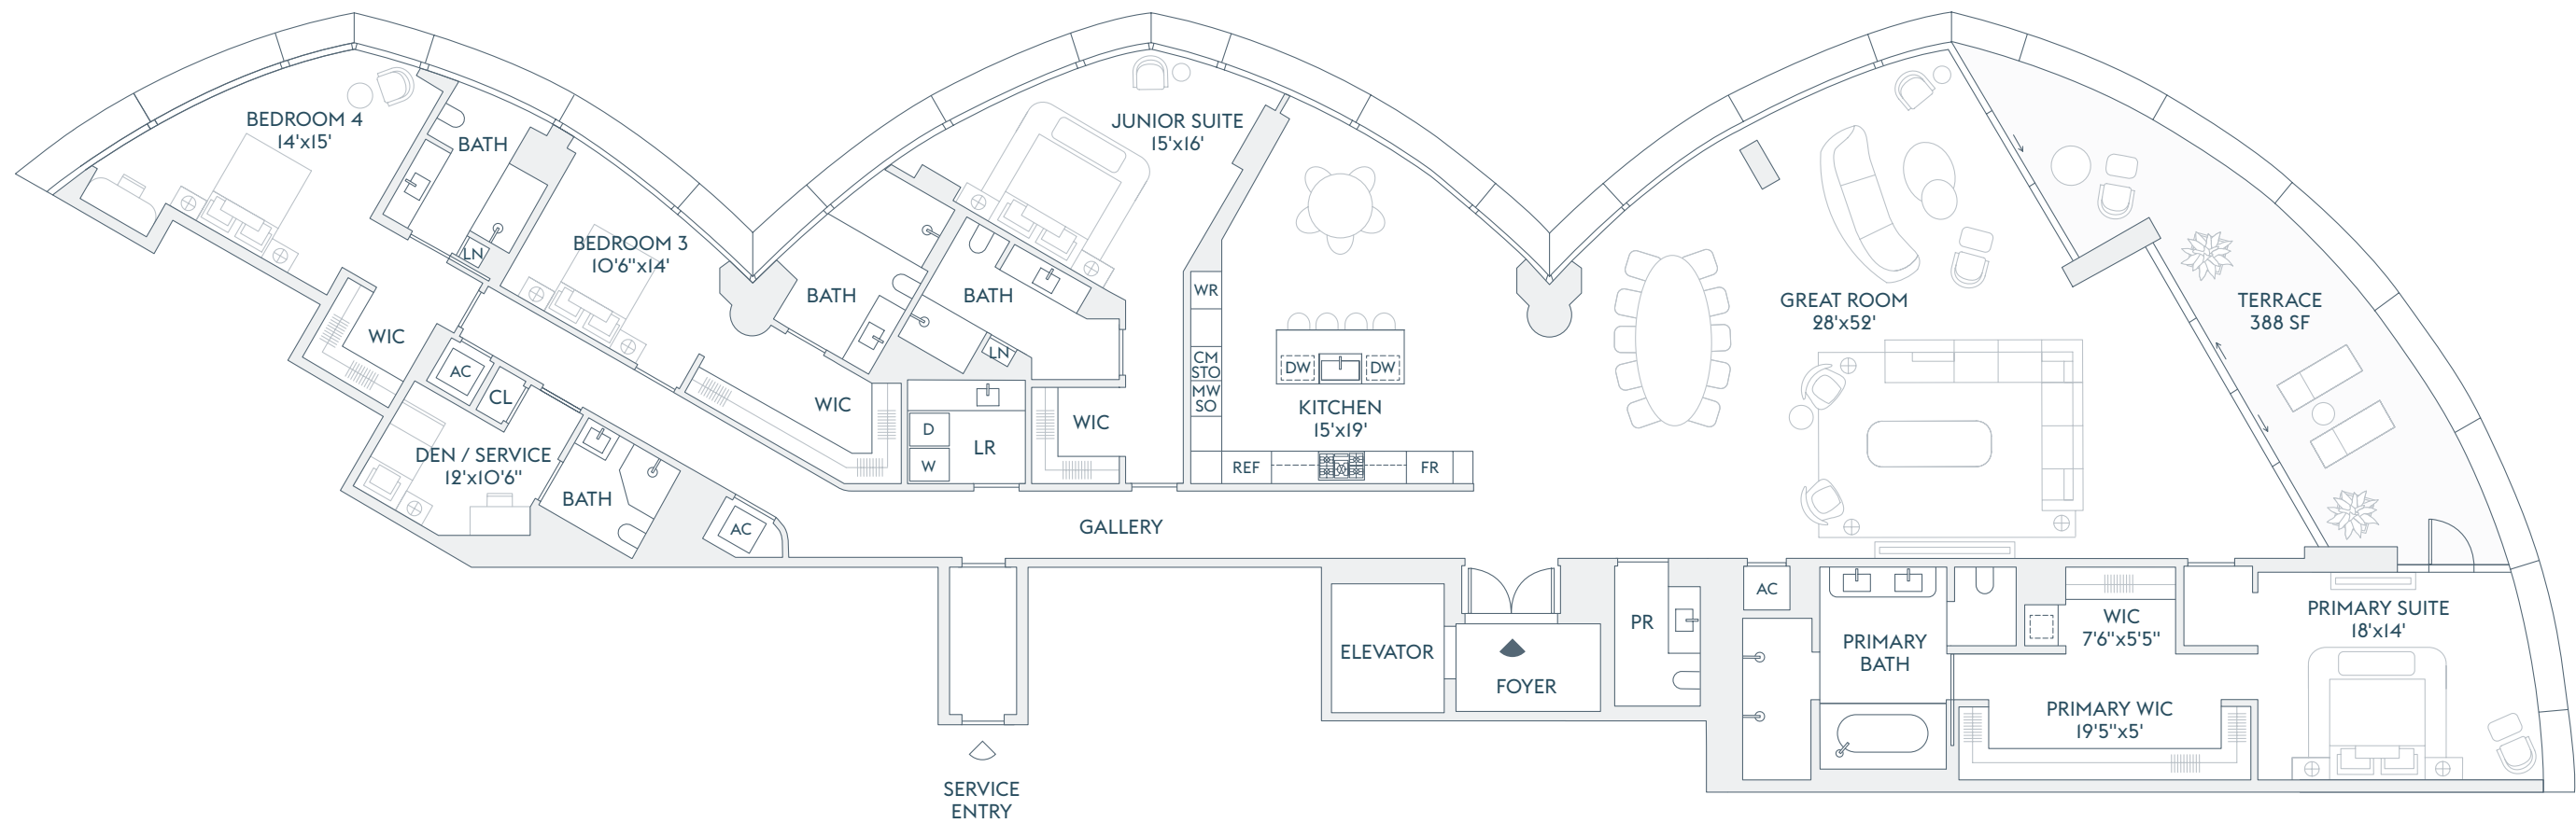 BEDROOM 4
14'x15'
BATH
LN
BEDROOM 3
10'6"x14'
WIC
AC
CL
DEN / SERVICE
12'x10'6"
BATH
AC
BATH
WIC
JUNIOR SUITE
15'x16'
BATH
LN
D
W
LR
WIC
WR
CM
STO
MW
SO
DW
DW
KITCHEN
15'x19'
REF
FR
GALLERY
GREAT ROOM
28'x52'
TERRACE
388 SF
SERVICE
ENTRY
ELEVATOR
FOYER
PR
AC
PRIMARY
BATH
WIC
7'6"x5'5"
PRIMARY WIC
19'5"x5'
PRIMARY SUITE
18'x14'